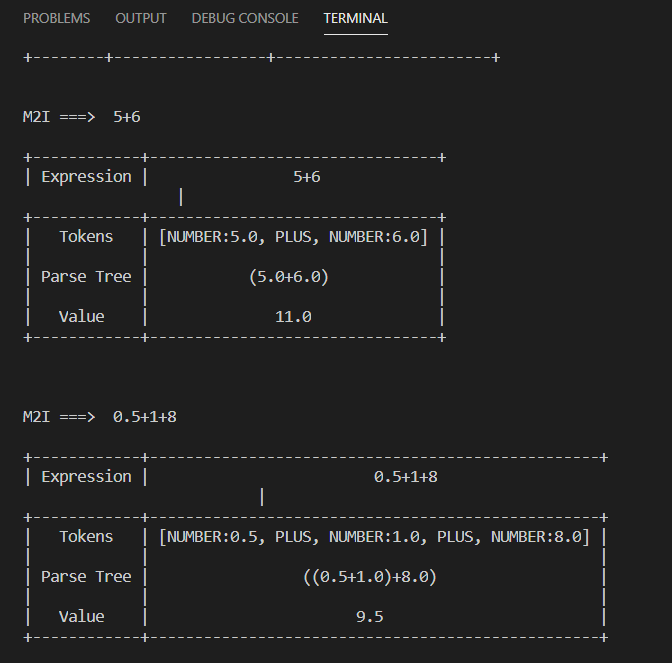 PROBLEMS OUTPUT DEBUG CONSOLE TERMINAL
+--------+-----------------+------------------------+
M2I ===> 5+6
+------------+--------------------------------+
| Expression | 5+6
|
+------------+--------------------------------+
| Tokens | [NUMBER:5.0, PLUS, NUMBER:6.0] |
| | |
| Parse Tree | (5.0+6.0) |
| | |
| Value | 11.0 |
+------------+--------------------------------+
M2I ===> 0.5+1+8
+------------+--------------------------------------------------+
| Expression | 0.5+1+8
|
+------------+--------------------------------------------------+
| Tokens | [NUMBER:0.5, PLUS, NUMBER:1.0, PLUS, NUMBER:8.0] |
| | |
| Parse Tree | ((0.5+1.0)+8.0) |
| | |
| Value | 9.5 |
+------------+--------------------------------------------------+